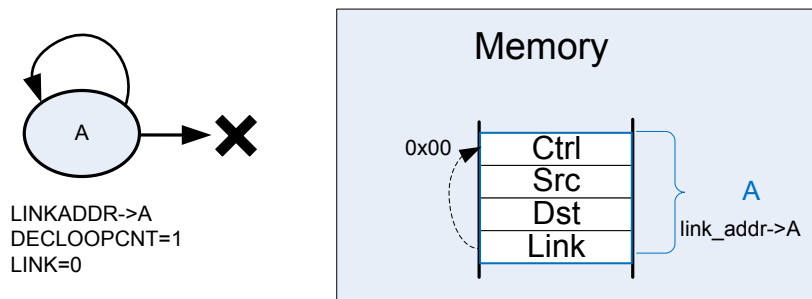 A
LINKADDR->A
DECLOOPCNT=1
LINK=0
Memory
0x00
Ctrl
Src
Dst
Link
A
link_addr->A